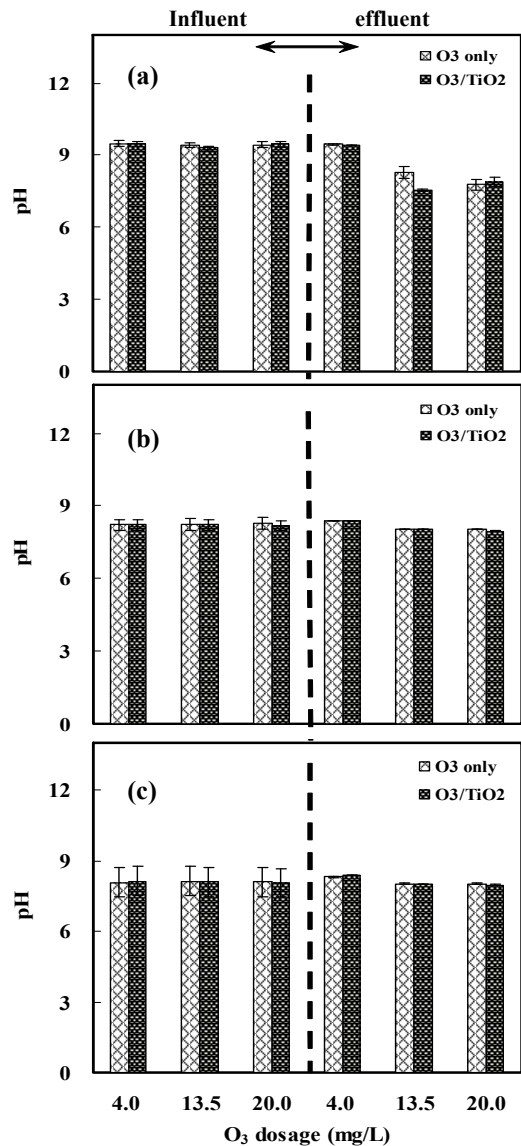 Influent effluent
(a)
O3 only
O3/TiO2
12
9
6
3
0
pH
(b)
O3 only
O3/TiO2
12
9
6
3
0
pH
(c)
O3 only
O3/TiO2
12
9
6
3
0
pH
4.0 13.5 20.0 4.0 13.5 20.0
O₃ dosage (mg/L)